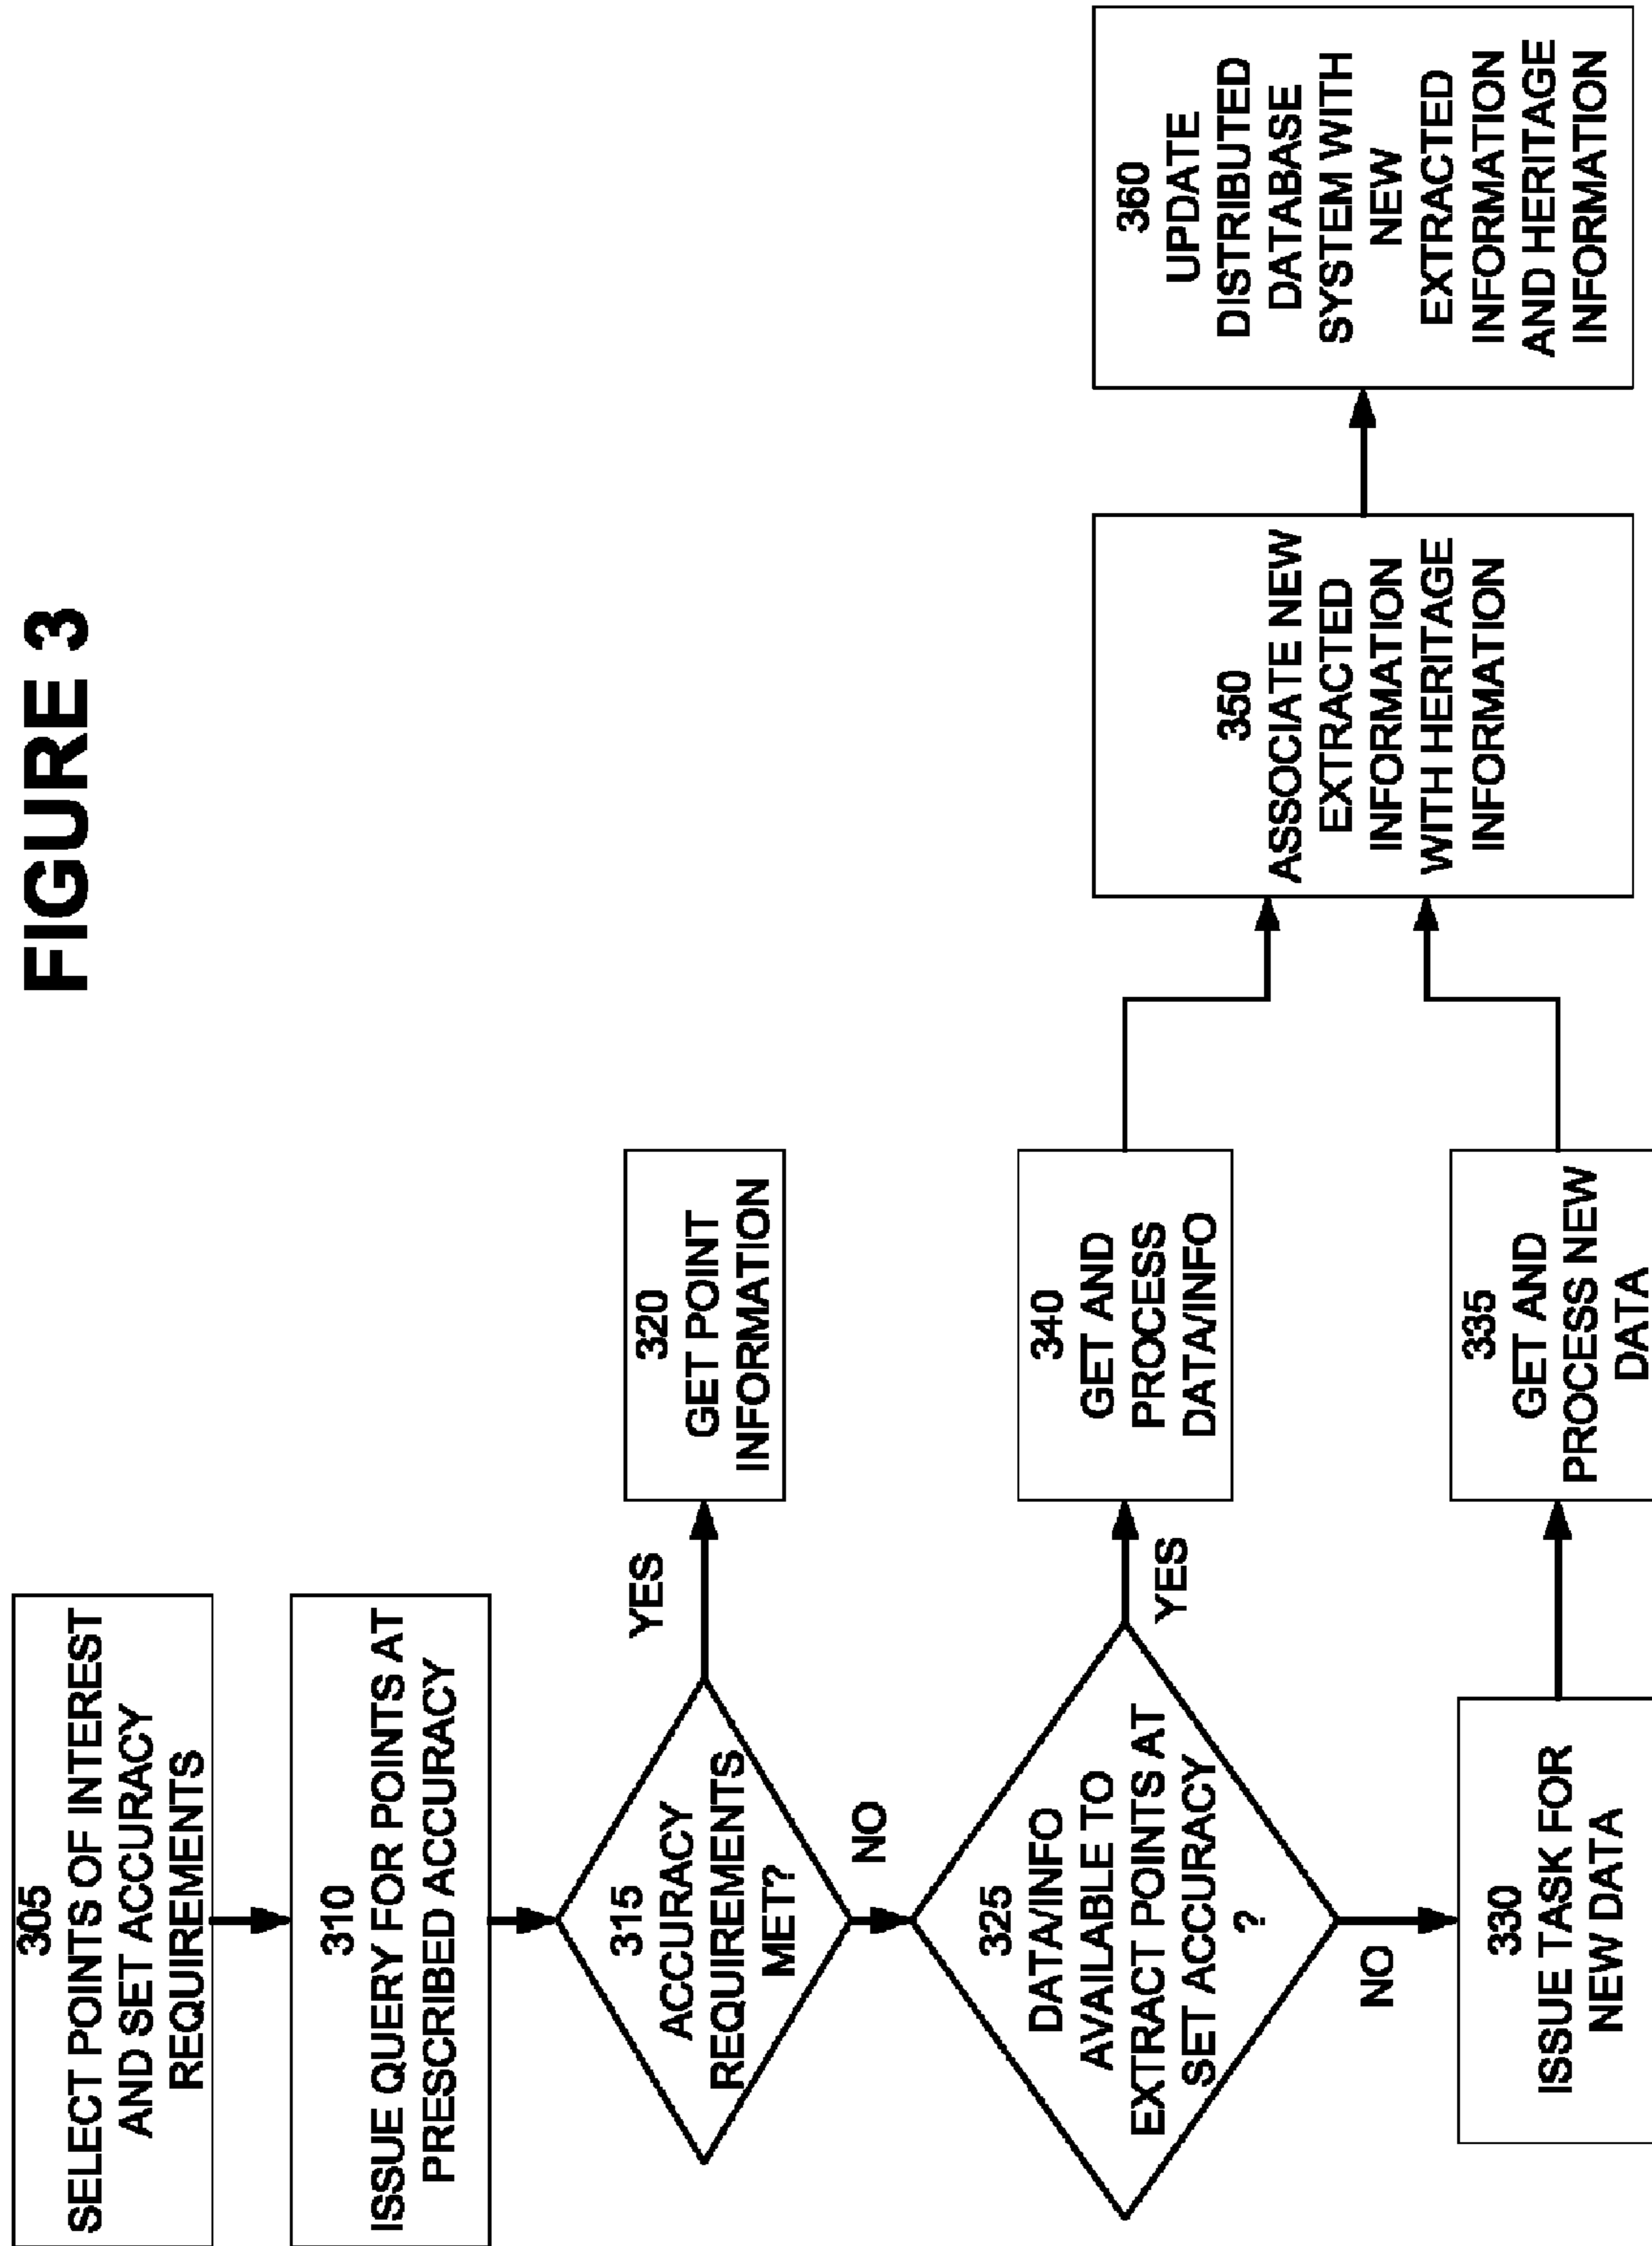 FIGURE 3
305
SELECT POINTS OF INTEREST
AND SET ACCURACY
REQUIREMENTS
310
ISSUE QUERY FOR POINTS AT
PRESCRIBED ACCURACY
315
ACCURACY
REQUIREMENTS
MET?
YES
320
GET POINT
INFORMATION
NO
325
DATA/INFO
AVAILABLE TO
EXTRACT POINTS AT
SET ACCURACY
?
YES
340
GET AND
PROCESS
DATA/INFO
NO
330
ISSUE TASK FOR
NEW DATA
335
GET AND
PROCESS NEW
DATA
350
ASSOCIATE NEW
EXTRACTED
INFORMATION
WITH HERITAGE
INFORMATION
360
UPDATE
DISTRIBUTED
DATABASE
SYSTEM WITH
NEW
EXTRACTED
INFORMATION
AND HERITAGE
INFORMATION